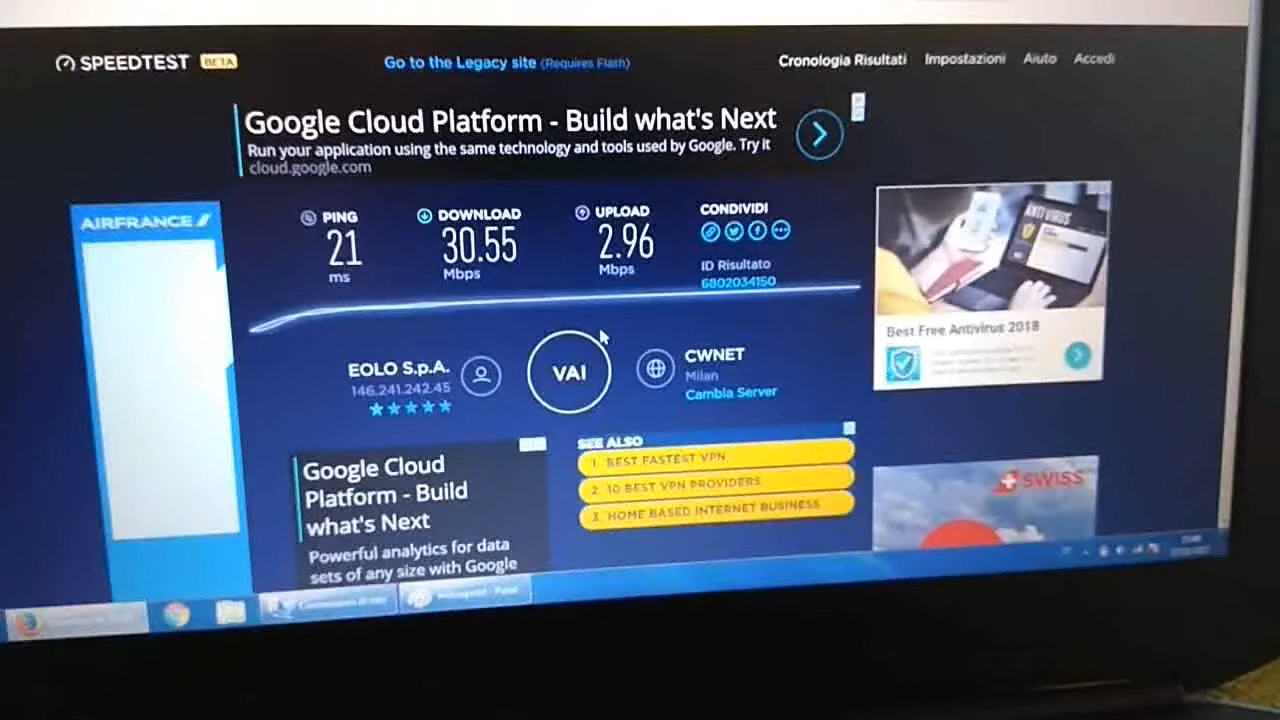 SPEEDTEST BETA
Go to the Legacy site (Requires Flash)
Cronologia Risultati Impostazioni Aiuto Accedi
Google Cloud Platform - Build what's Next
Run your application using the same technology and tools used by Google. Try it
cloud.google.com
AIRFRANCE
PING
21
ms
DOWNLOAD
30.55
Mbps
UPLOAD
2.96
Mbps
CONDIVIDI
ID Risultato
6802034150
ANTIVIRUS
Best Free Antivirus 2018
EOLO S.p.A.
146.241.242.45
VAI
CWNET
Milan
Cambia Server
Google Cloud
Platform - Build
what's Next
Powerful analytics for data
sets of any size with Google
SEE ALSO
1. BEST FASTEST VPN
2. 10 BEST VPN PROVIDERS
3. HOME BASED INTERNET BUSINESS
SWISS